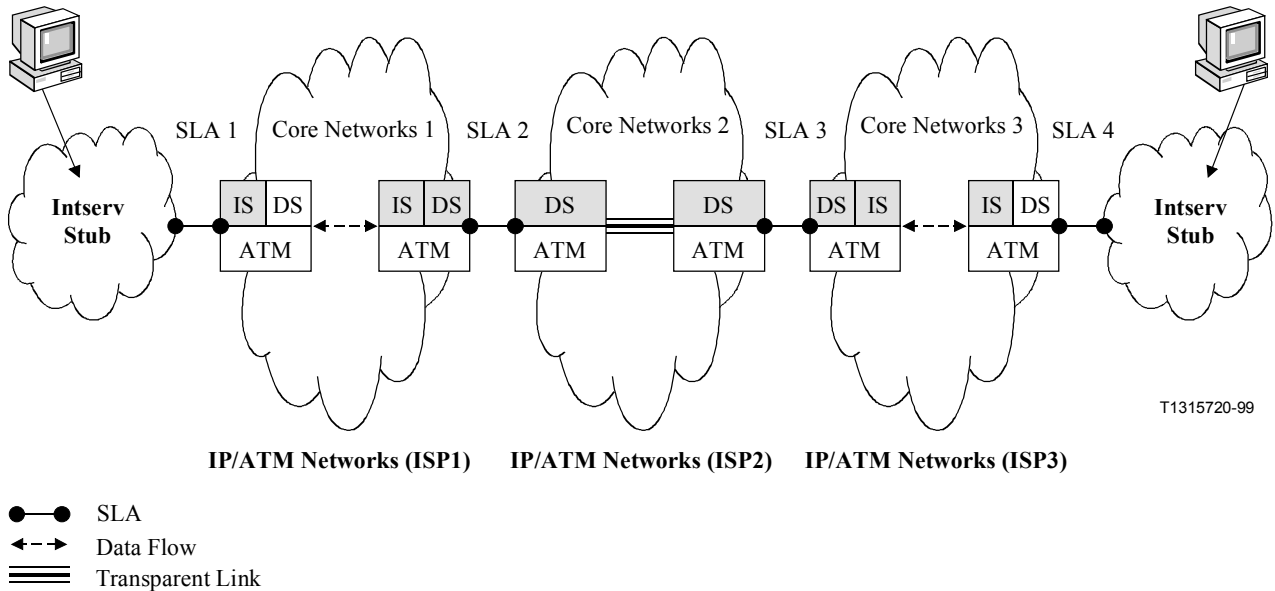 SLA 1
Core Networks 1
SLA 2
Core Networks 2
SLA 3
Core Networks 3
SLA 4
Intserv
Stub
IS
DS
ATM
IS
DS
ATM
DS
ATM
DS
ATM
DS
IS
ATM
IS
DS
ATM
Intserv
Stub
T1315720-99
IP/ATM Networks (ISP1)
IP/ATM Networks (ISP2)
IP/ATM Networks (ISP3)
SLA
Data Flow
Transparent Link